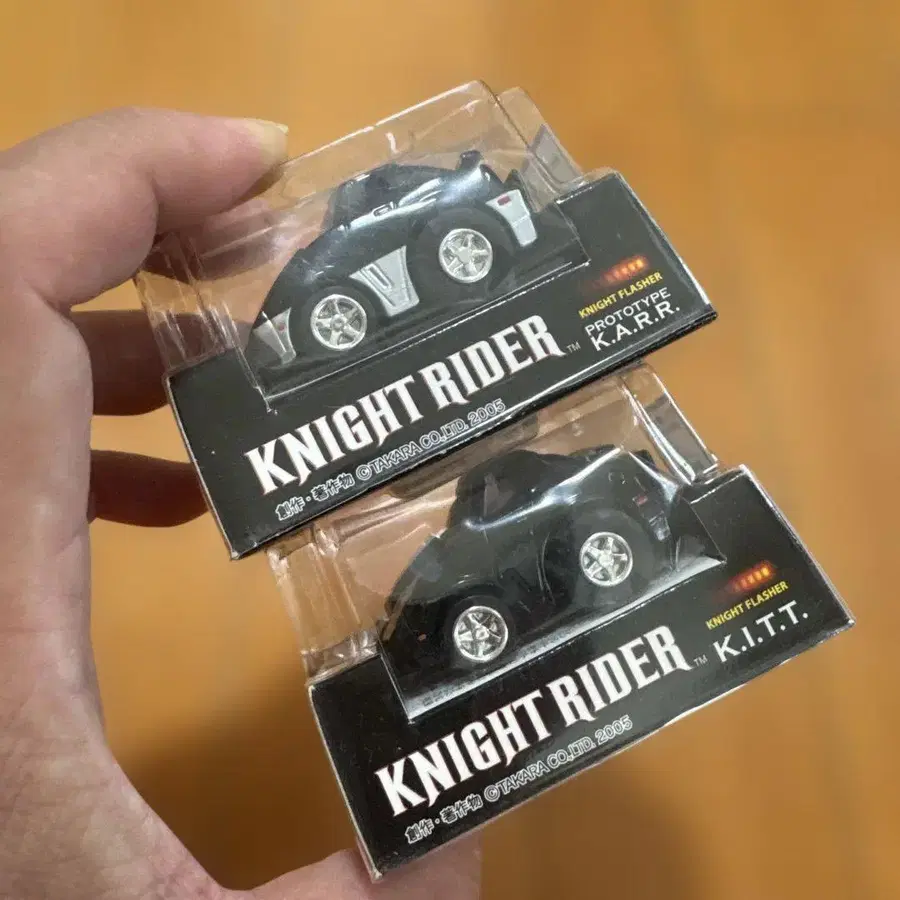 KNIGHT FLASHER
PROTOTYPE
K.A.R.R.
KNIGHT RIDER™
創作・著作物 ©TAKARA CO.,LTD. 2005
KNIGHT FLASHER
K.I.T.T.
KNIGHT RIDER™
創作・著作物 ©TAKARA CO.,LTD. 2005